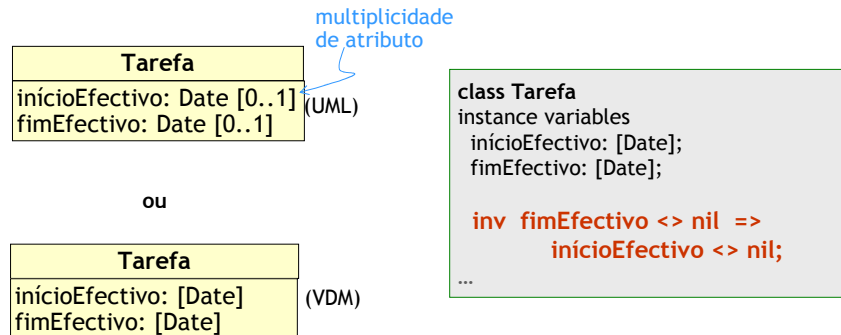 multiplicidade
de atributo
Tarefa
inícioEfectivo: Date [0..1]
fimEfectivo: Date [0..1]
(UML)
ou
Tarefa
inícioEfectivo: [Date]
fimEfectivo: [Date]
(VDM)
class Tarefa
instance variables
inícioEfectivo: [Date];
fimEfectivo: [Date];
inv fimEfectivo <> nil =>
inícioEfectivo <> nil;
...